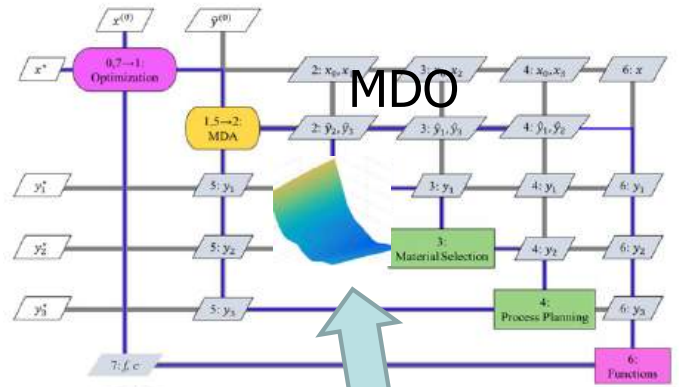 x⁽⁰⁾ ŷ⁽⁰⁾
x* 0,7→1: 2: x₀, x 3: x₂ 4: x₀, x₃ 6: x
Optimization
MDO
1,5→2: 2: ŷ₂, ŷ₃ 3: ŷ₁, ŷ₃ 4: ŷ₁, ŷ₂
MDA
y₁* 5: y₁ 3: y₁ 4: y₁ 6: y₁
3:
y₂* 5: y₂ Material Selection 4: y₂ 6: y₂
4:
y₃* 5: y₃ Process Planning 6: y₃
7: f, c 6:
Functions